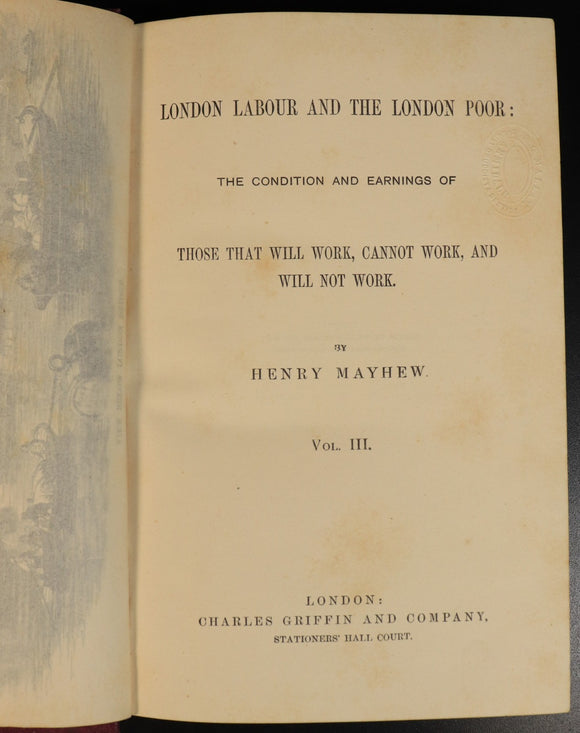 LONDON LABOUR AND THE LONDON POOR:
THE CONDITION AND EARNINGS OF
THOSE THAT WILL WORK, CANNOT WORK, AND
WILL NOT WORK.
BY
HENRY MAYHEW.
VOL. III.
LONDON:
CHARLES GRIFFIN AND COMPANY,
STATIONERS' HALL COURT.